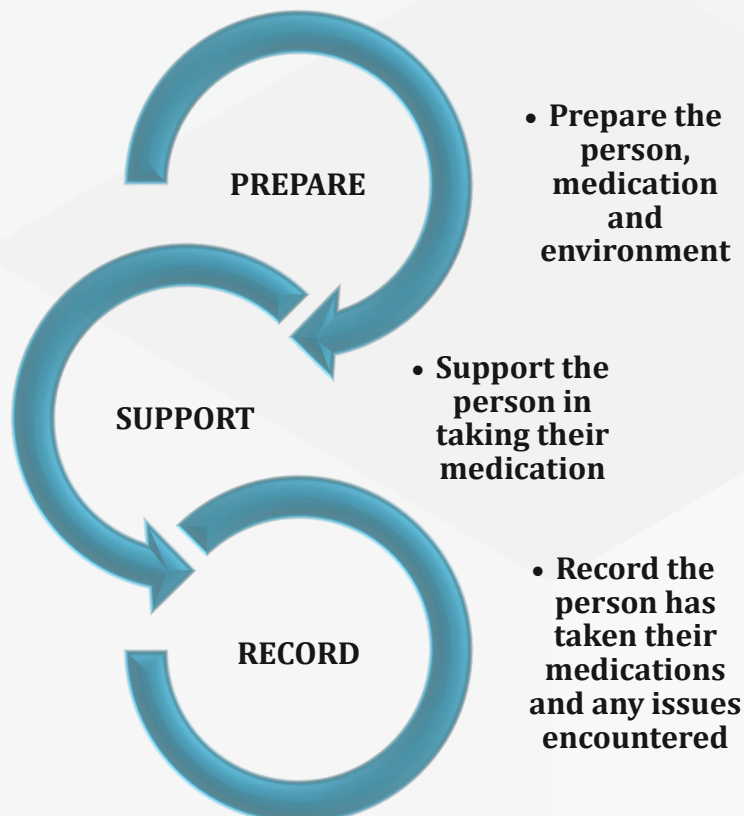 PREPARE
• Prepare the
person,
medication
and
environment
SUPPORT
• Support the
person in
taking their
medication
RECORD
• Record the
person has
taken their
medications
and any issues
encountered